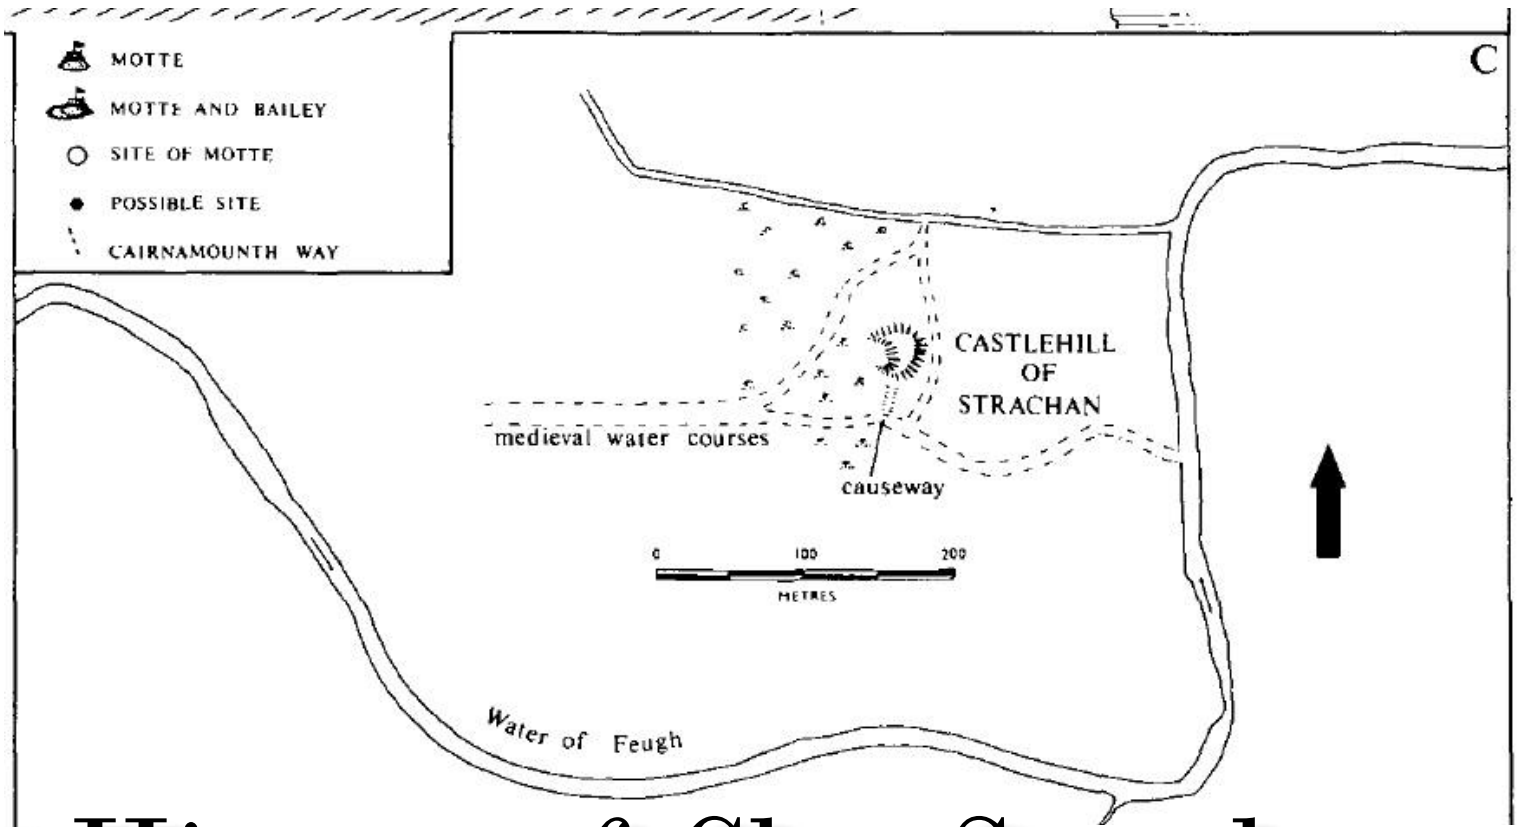 C
MOTTE
MOTTE AND BAILEY
SITE OF MOTTE
POSSIBLE SITE
CAIRNAMOUNTH WAY
CASTLEHILL
OF
STRACHAN
medieval water courses
causeway
0 100 200
METRES
Water of Feugh